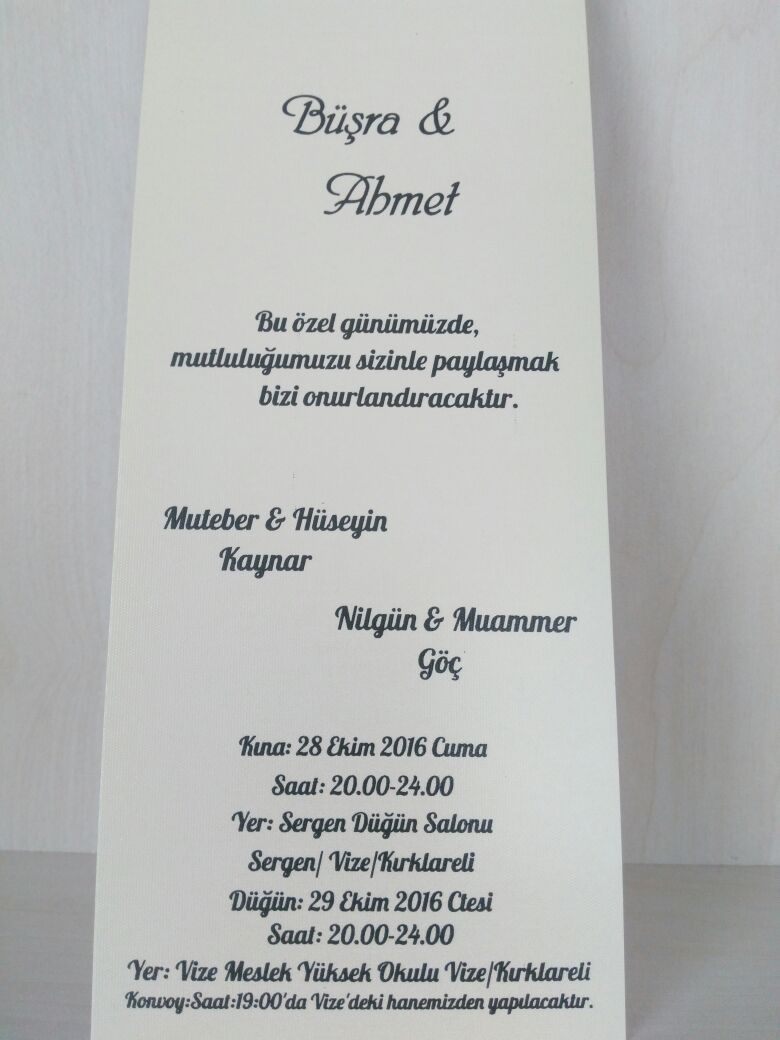 Büşra &
Ahmet
Bu özel günümüzde,
mutluluğumuzu sizinle paylaşmak
bizi onurlandıracaktır.
Muteber & Hüseyin
Kaynar
Nilgün & Muammer
Göç
Kına: 28 Ekim 2016 Cuma
Saat: 20.00-24.00
Yer: Sergen Düğün Salonu
Sergen/ Vize/Kırklareli
Düğün: 29 Ekim 2016 Ctesi
Saat: 20.00-24.00
Yer: Vize Meslek Yüksek Okulu Vize/Kırklareli
Konvoy:Saat:19:00'da Vize'deki hanemizden yapılacaktır.